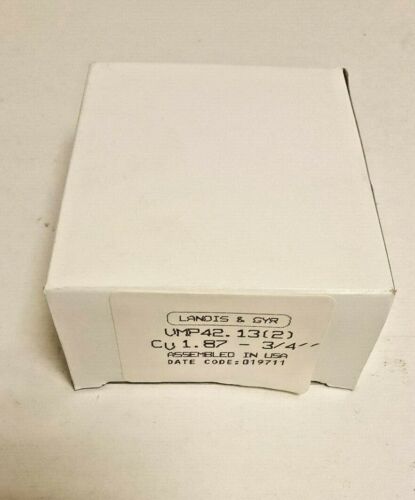 LANDIS & GYR
VMP42.13(2)
Cv 1.87 - 3/4''
ASSEMBLED IN USA
DATE CODE:019711